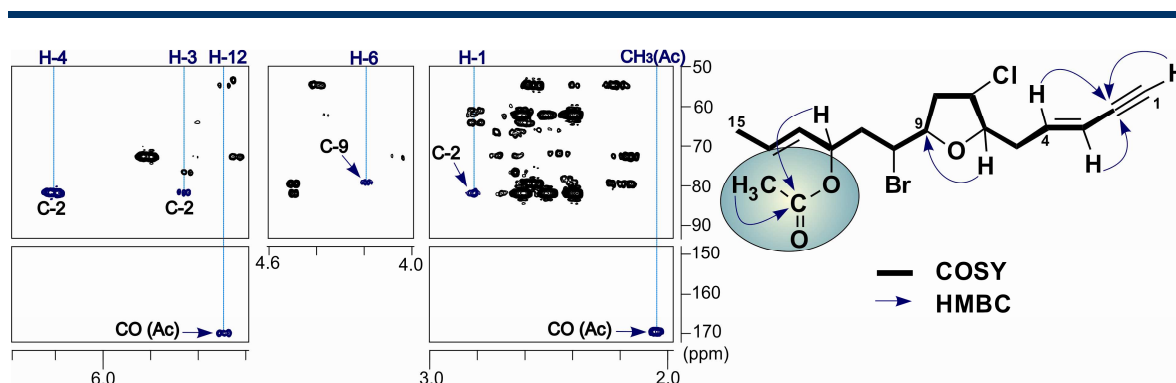 H-4 H-3 H-12 H-6 H-1 CH₃(Ac)
50
60
70
80
90
C-2 C-2
C-9
C-2
4.6 4.0
150
160
170
(ppm)
CO (Ac)
CO (Ac)
6.0 3.0 2.0
H Cl H
15 H 9 O H 4 H 1
Br
H₃C O
C
O
COSY
HMBC